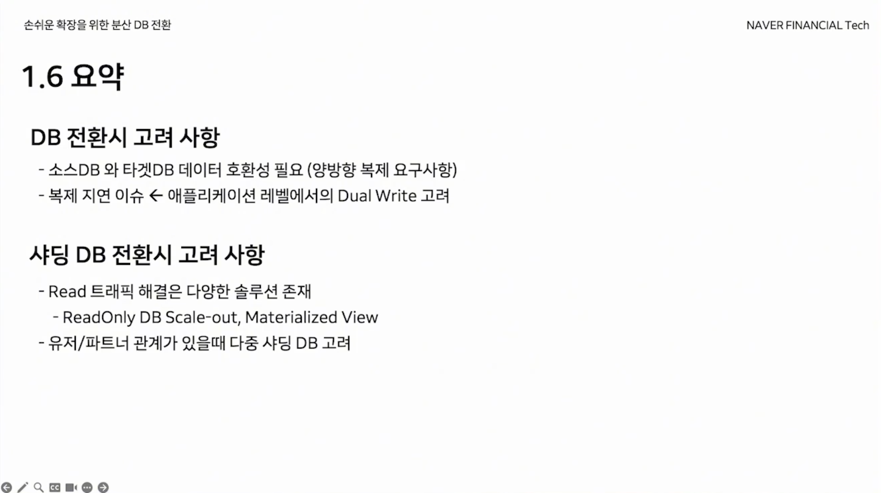 손쉬운 확장을 위한 분산 DB 전환
NAVER FINANCIAL Tech
1.6 요약
DB 전환시 고려 사항
- 소스DB 와 타겟DB 데이터 호환성 필요 (양방향 복제 요구사항)
- 복제 지연 이슈 ← 애플리케이션 레벨에서의 Dual Write 고려
샤딩 DB 전환시 고려 사항
- Read 트래픽 해결은 다양한 솔루션 존재
- ReadOnly DB Scale-out, Materialized View
- 유저/파트너 관계가 있을때 다중 샤딩 DB 고려